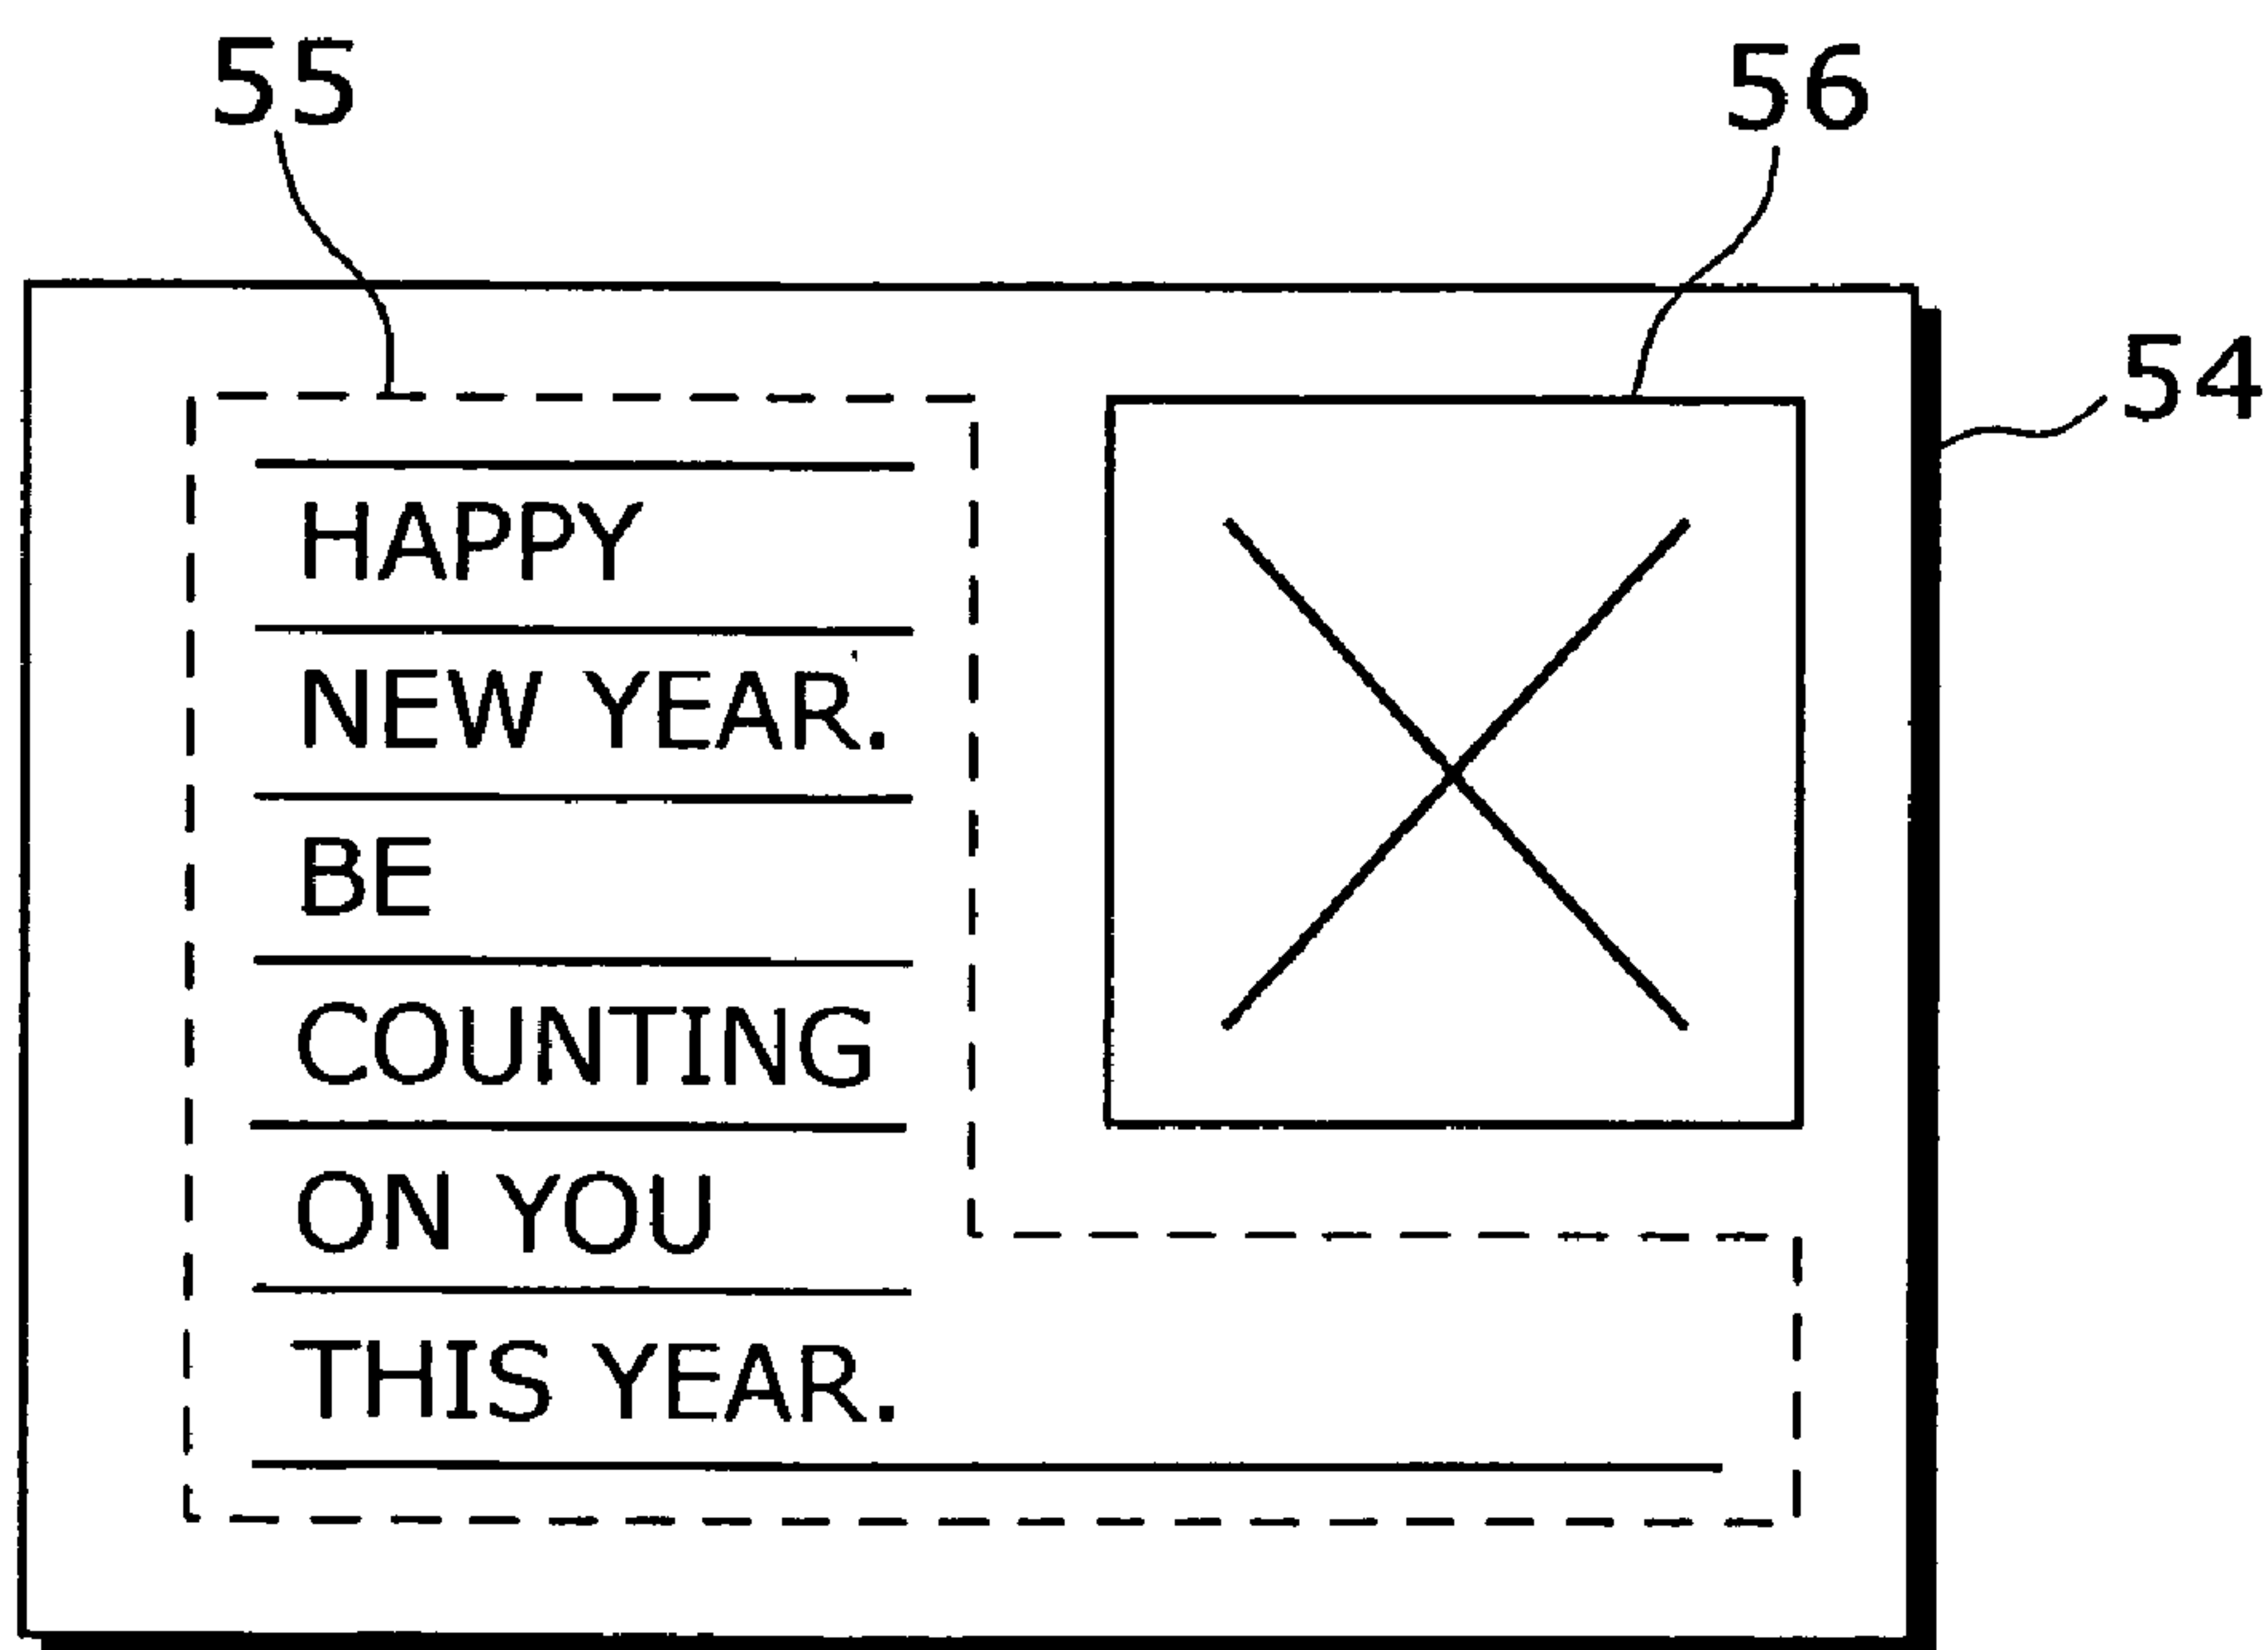 55
56
54
HAPPY
NEW YEAR.
BE
COUNTING
ON YOU
THIS YEAR.